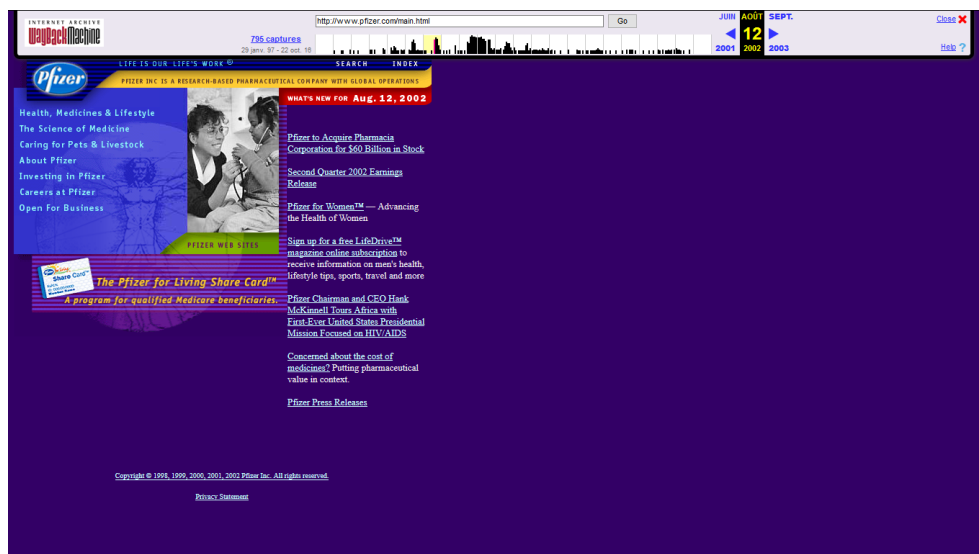 INTERNET ARCHIVE
WayBackMachine
http://www.pfizer.com/main.html
Go
795 captures
29 janv. 97 - 22 oct. 16
JUIN AOÛT SEPT.
12
2001 2002 2003
Close
Help ?
Pfizer
LIFE IS OUR LIFE'S WORK ®
SEARCH INDEX
PFIZER INC IS A RESEARCH-BASED PHARMACEUTICAL COMPANY WITH GLOBAL OPERATIONS
Health, Medicines & Lifestyle
The Science of Medicine
Caring for Pets & Livestock
About Pfizer
Investing in Pfizer
Careers at Pfizer
Open For Business
PFIZER WEB SITES
Share Card™
The Pfizer for Living Share Card™
A program for qualified Medicare beneficiaries.
WHAT'S NEW FOR Aug. 12, 2002
Pfizer to Acquire Pharmacia
Corporation for $60 Billion in Stock
Second Quarter 2002 Earnings
Release
Pfizer for Women™ — Advancing
the Health of Women
Sign up for a free LifeDrive™
magazine online subscription to
receive information on men's health,
lifestyle tips, sports, travel and more
Pfizer Chairman and CEO Hank
McKinnell Tours Africa with
First-Ever United States Presidential
Mission Focused on HIV/AIDS
Concerned about the cost of
medicines? Putting pharmaceutical
value in context.
Pfizer Press Releases
Copyright © 1998, 1999, 2000, 2001, 2002 Pfizer Inc. All rights reserved.
Privacy Statement